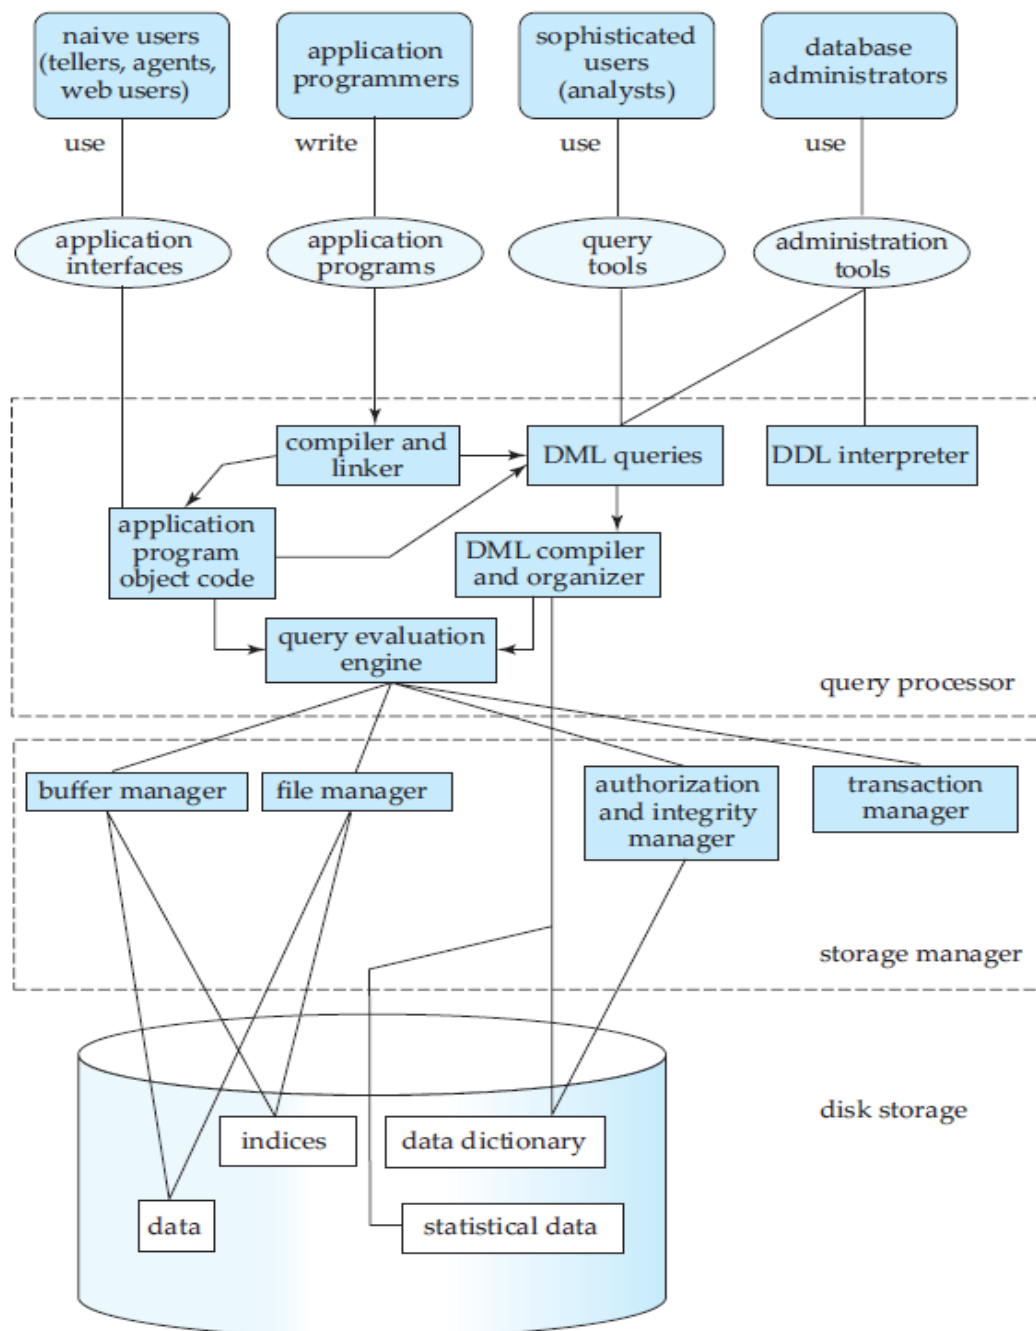 naive users
(tellers, agents,
web users)
application
programmers
sophisticated
users
(analysts)
database
administrators
use
write
use
use
application
interfaces
application
programs
query
tools
administration
tools
compiler and
linker
DML queries
DDL interpreter
application
program
object code
DML compiler
and organizer
query evaluation
engine
query processor
buffer manager
file manager
authorization
and integrity
manager
transaction
manager
storage manager
disk storage
indices
data dictionary
data
statistical data